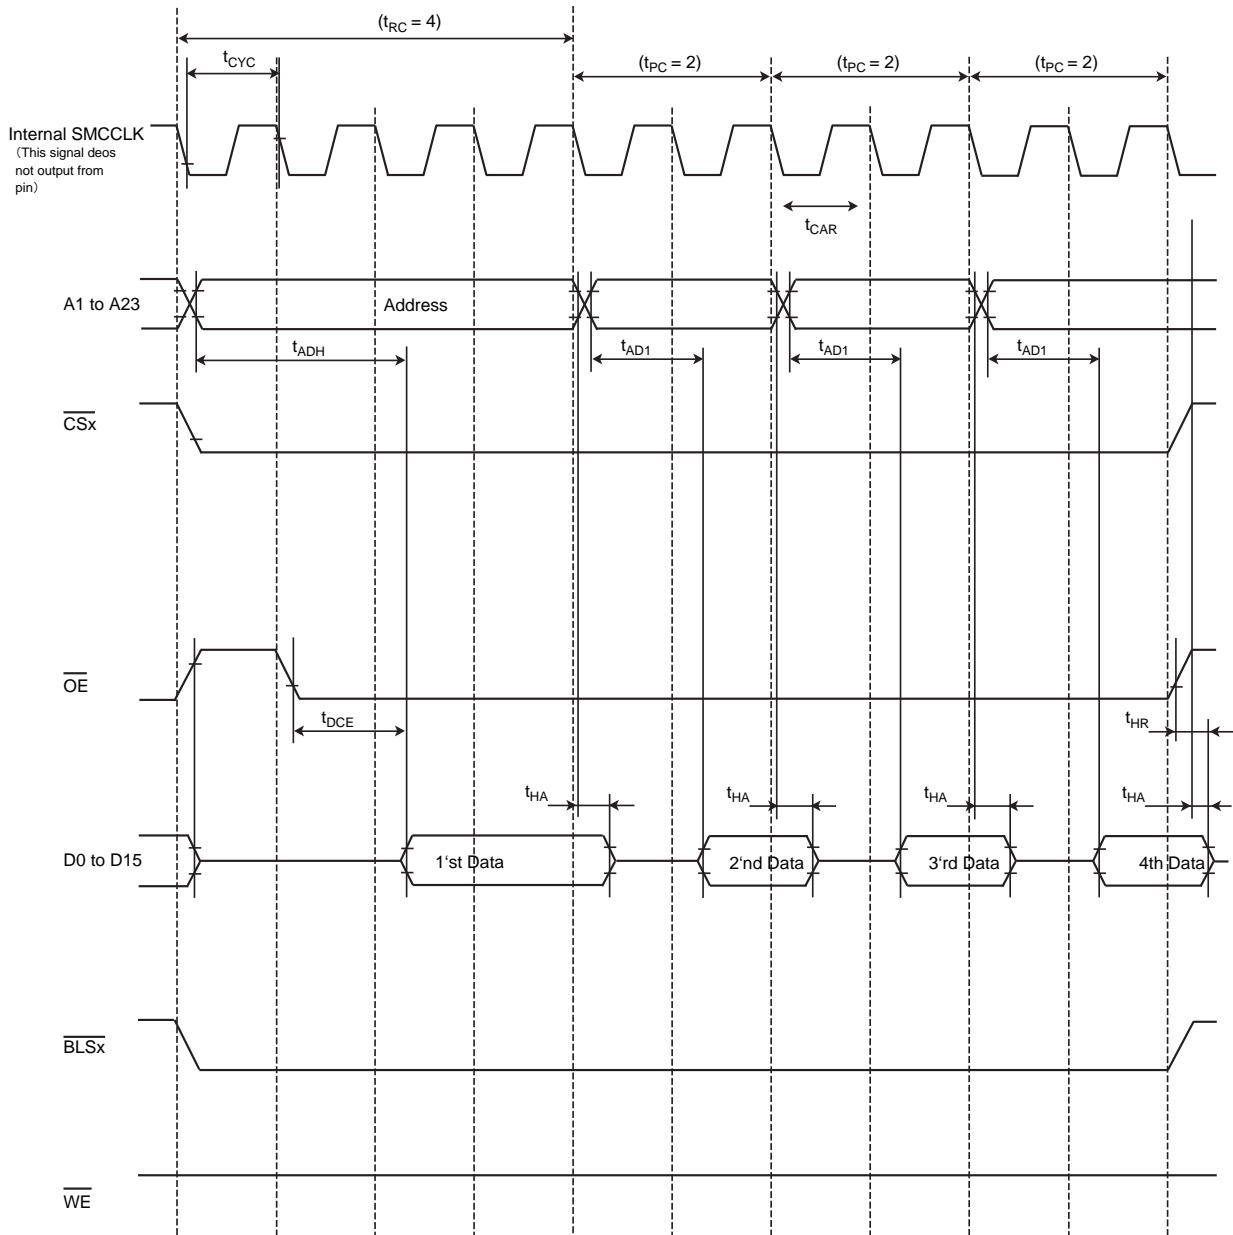 (tRC = 4)
tCYC
(tPC = 2)
(tPC = 2)
(tPC = 2)
Internal SMCCLK
（This signal deos
not output from
pin）
tCAR
A1 to A23
Address
tADH
tAD1
tAD1
tAD1
CSx
OE
tDCE
tHR
tHA
tHA
tHA
tHA
D0 to D15
1‘st Data
2‘nd Data
3‘rd Data
4th Data
BLSx
WE